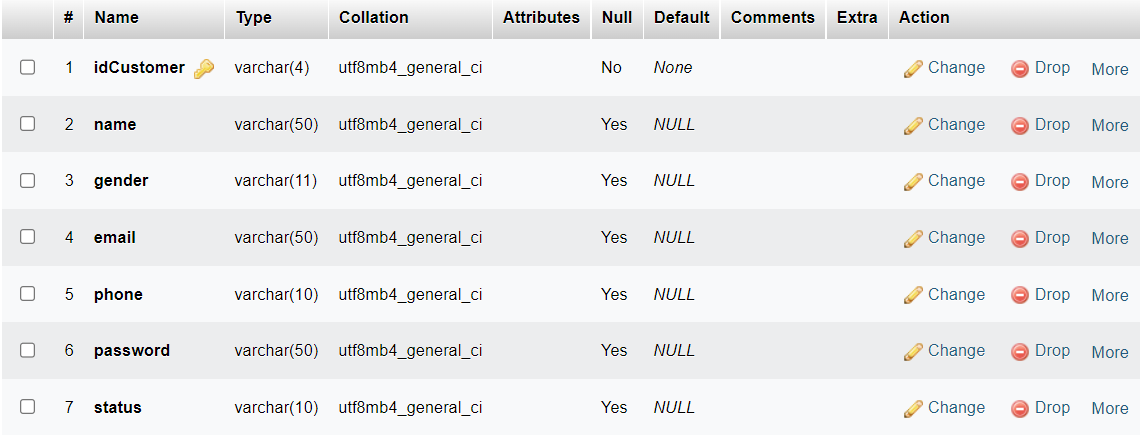 # Name Type Collation Attributes Null Default Comments Extra Action
1 idCustomer varchar(4) utf8mb4_general_ci No None Change Drop More
2 name varchar(50) utf8mb4_general_ci Yes NULL Change Drop More
3 gender varchar(11) utf8mb4_general_ci Yes NULL Change Drop More
4 email varchar(50) utf8mb4_general_ci Yes NULL Change Drop More
5 phone varchar(10) utf8mb4_general_ci Yes NULL Change Drop More
6 password varchar(50) utf8mb4_general_ci Yes NULL Change Drop More
7 status varchar(10) utf8mb4_general_ci Yes NULL Change Drop More